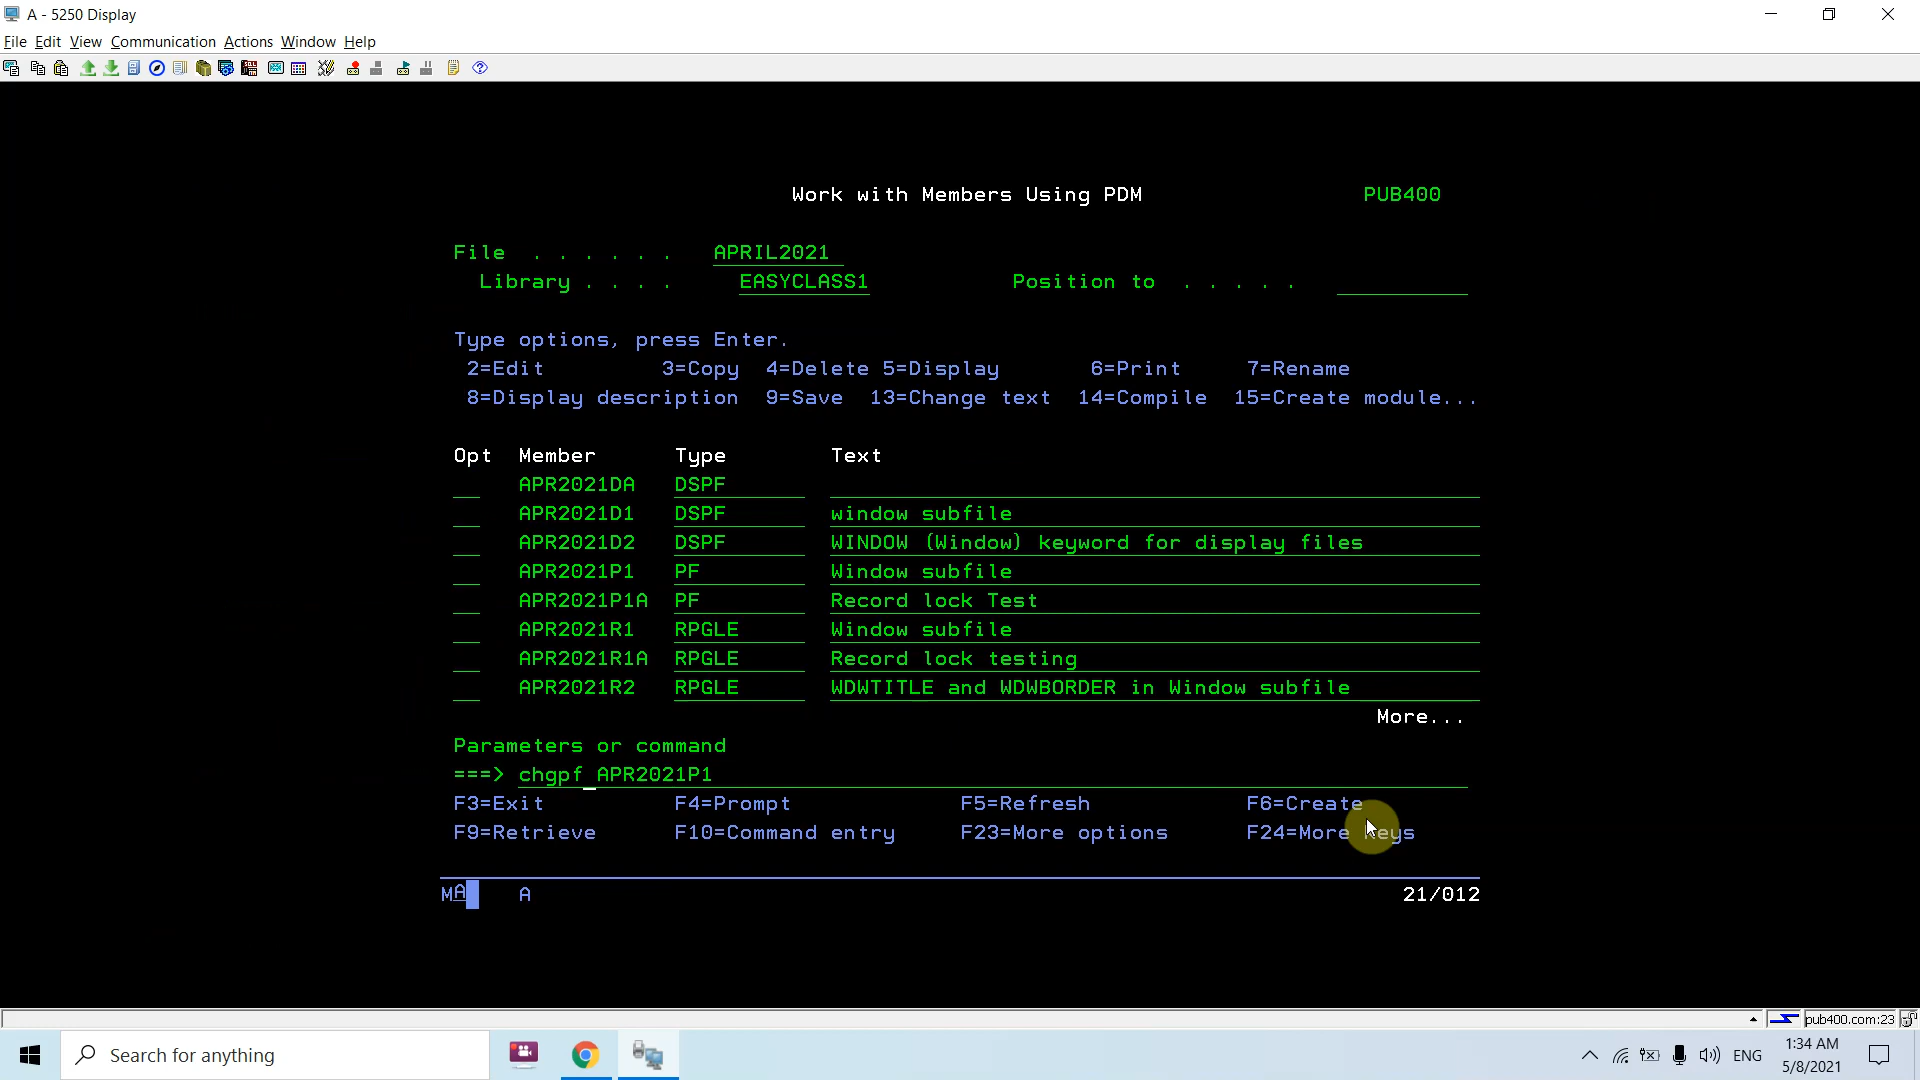 A - 5250 Display
File Edit View Communication Actions Window Help
Work with Members Using PDM PUB400
File . . . . . . APRIL2021
Library . . . . EASYCLASS1 Position to . . . . .
Type options, press Enter.
2=Edit 3=Copy 4=Delete 5=Display 6=Print 7=Rename
8=Display description 9=Save 13=Change text 14=Compile 15=Create module...
Opt Member Type Text
APR2021DA DSPF
APR2021D1 DSPF window subfile
APR2021D2 DSPF WINDOW (Window) keyword for display files
APR2021P1 PF Window subfile
APR2021P1A PF Record lock Test
APR2021R1 RPGLE Window subfile
APR2021R1A RPGLE Record lock testing
APR2021R2 RPGLE WDWTITLE and WDWBORDER in Window subfile
More...
Parameters or command
===> chgpf APR2021P1
F3=Exit F4=Prompt F5=Refresh F6=Create
F9=Retrieve F10=Command entry F23=More options F24=More keys
MA A 21/012
pub400.com:23
Search for anything
ENG
1:34 AM
5/8/2021